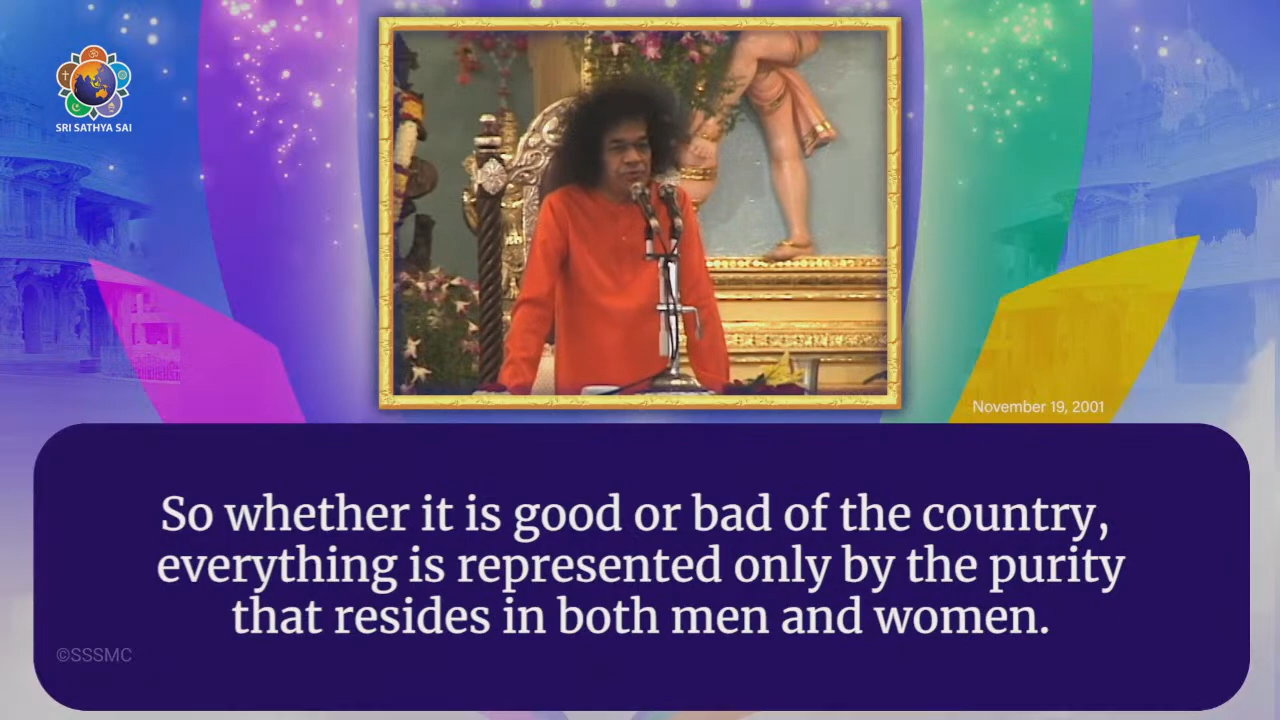 SRI SATHYA SAI
November 19, 2001
So whether it is good or bad of the country,
everything is represented only by the purity
that resides in both men and women.
©SSSMC